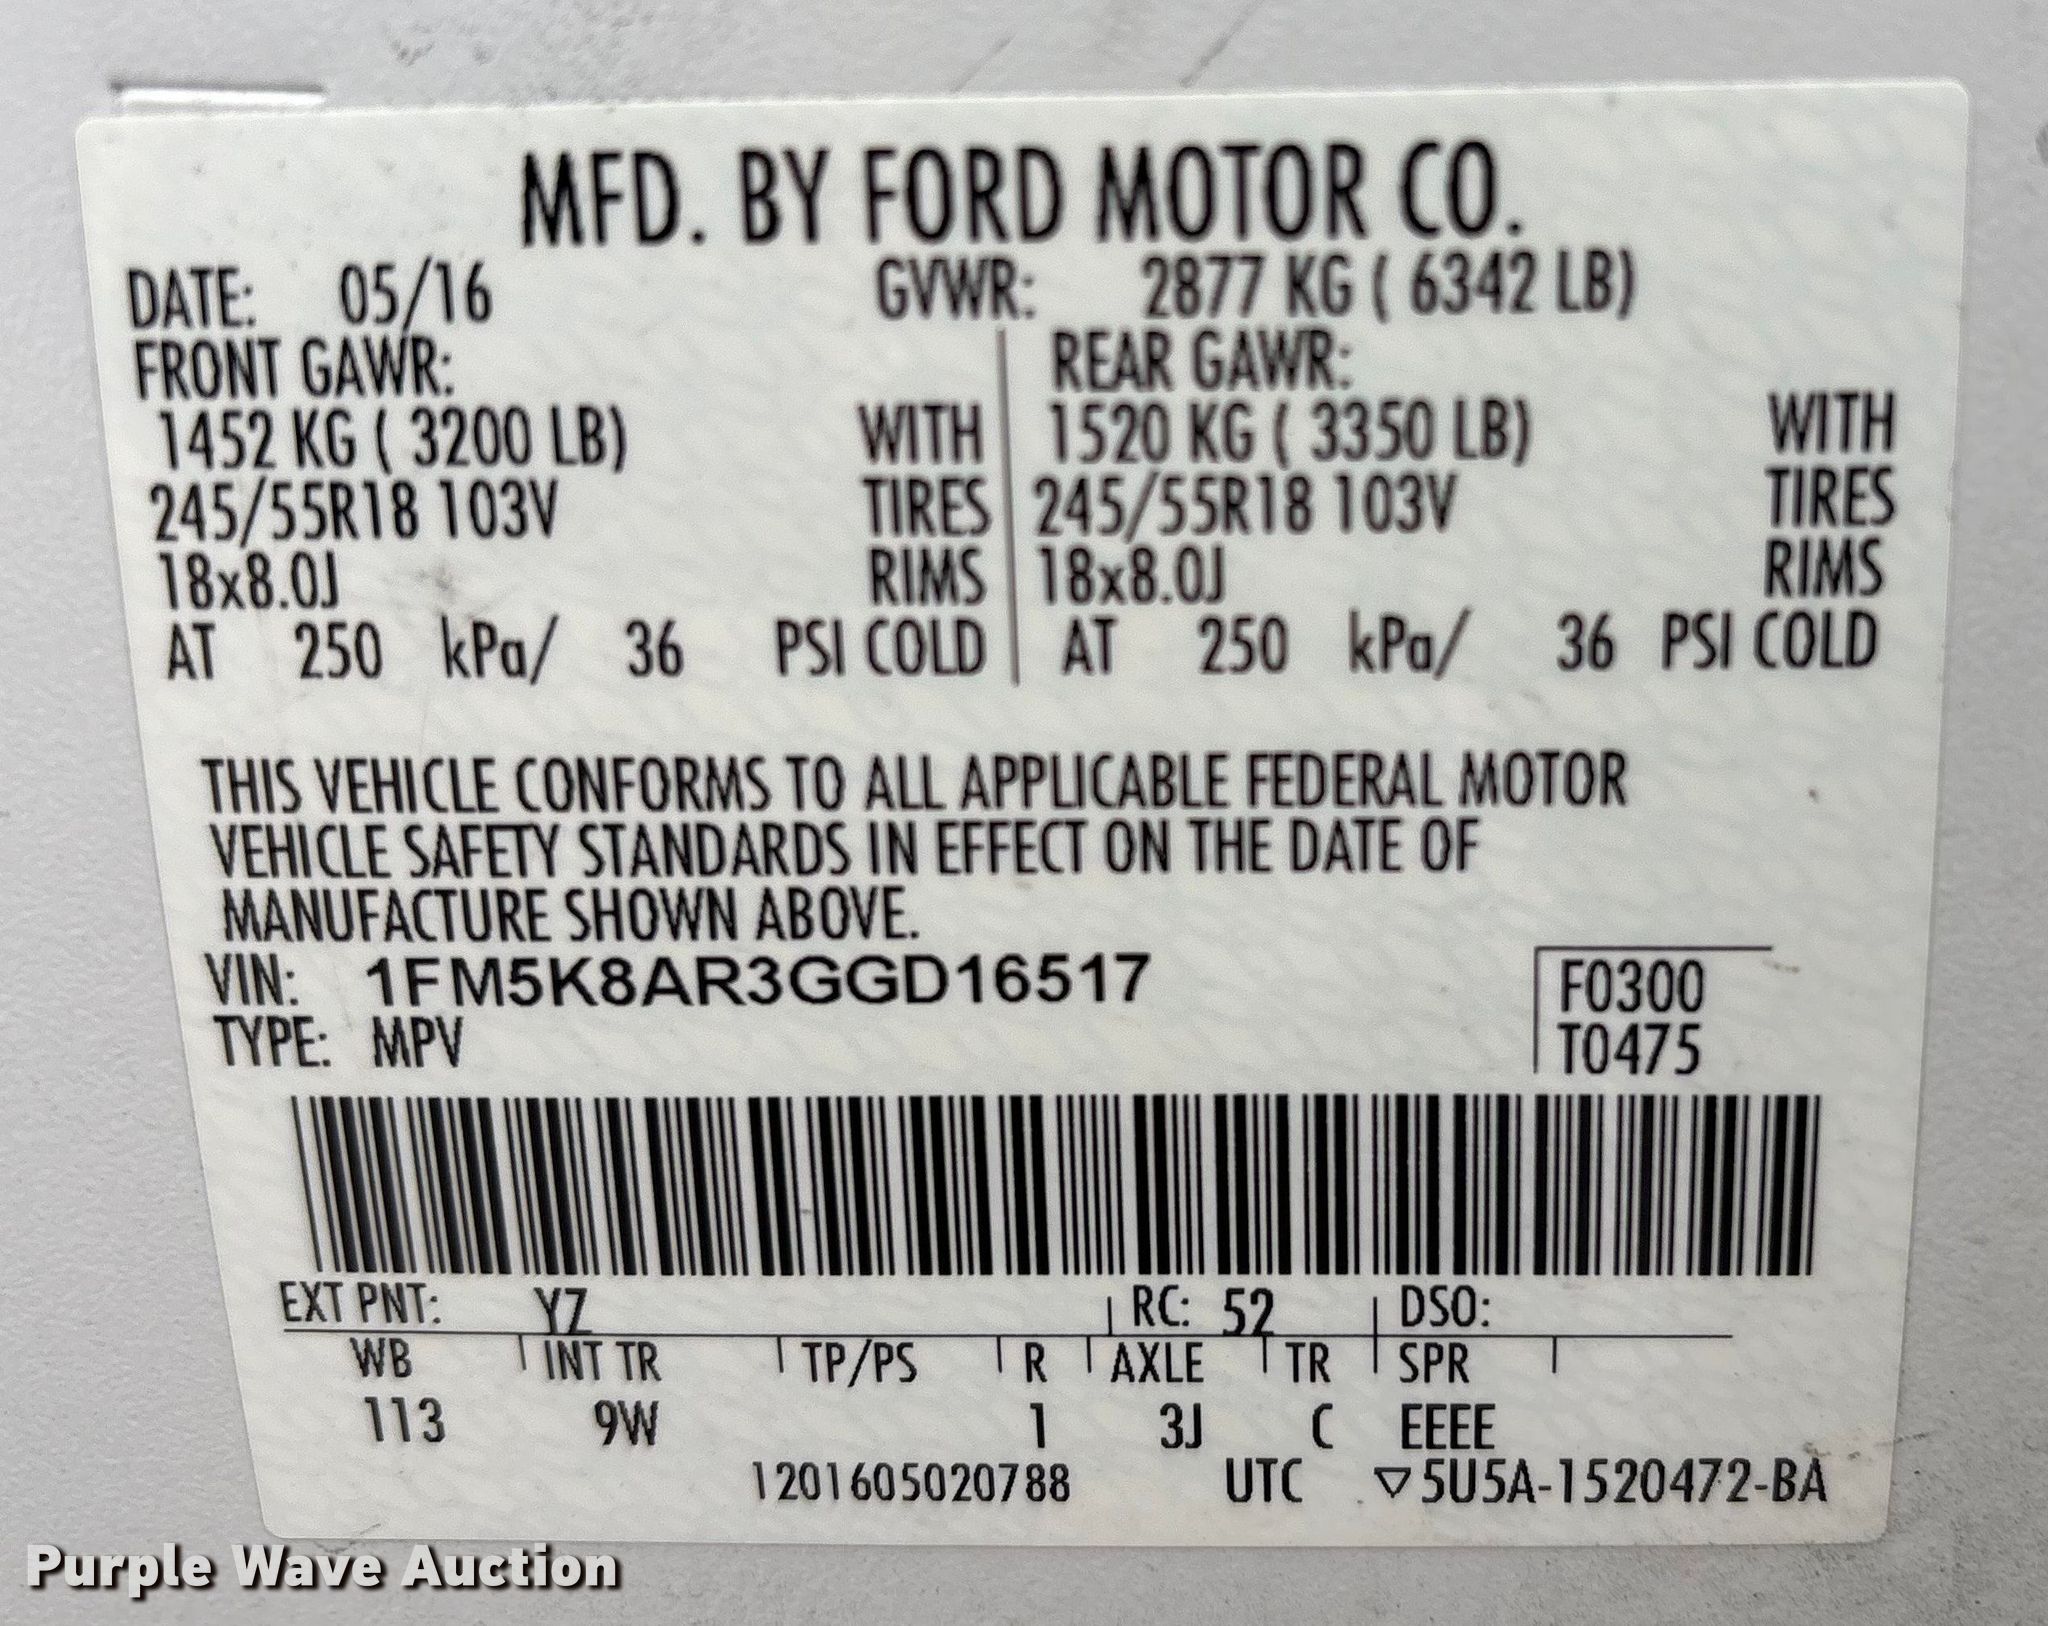 MFD. BY FORD MOTOR CO.
DATE: 05/16 GVWR: 2877 KG ( 6342 LB)
FRONT GAWR: REAR GAWR:
1452 KG ( 3200 LB) WITH 1520 KG ( 3350 LB) WITH
245/55R18 103V TIRES 245/55R18 103V TIRES
18x8.0J RIMS 18x8.0J RIMS
AT 250 kPa/ 36 PSI COLD AT 250 kPa/ 36 PSI COLD
THIS VEHICLE CONFORMS TO ALL APPLICABLE FEDERAL MOTOR
VEHICLE SAFETY STANDARDS IN EFFECT ON THE DATE OF
MANUFACTURE SHOWN ABOVE.
VIN: 1FM5K8AR3GGD16517 F0300
TYPE: MPV T0475
EXT PNT: YZ RC: 52 DSO:
WB INT TR TP/PS R AXLE TR SPR
113 9W 1 3J C EEEE
1201605020788 UTC ▽5U5A-1520472-BA
Purple Wave Auction